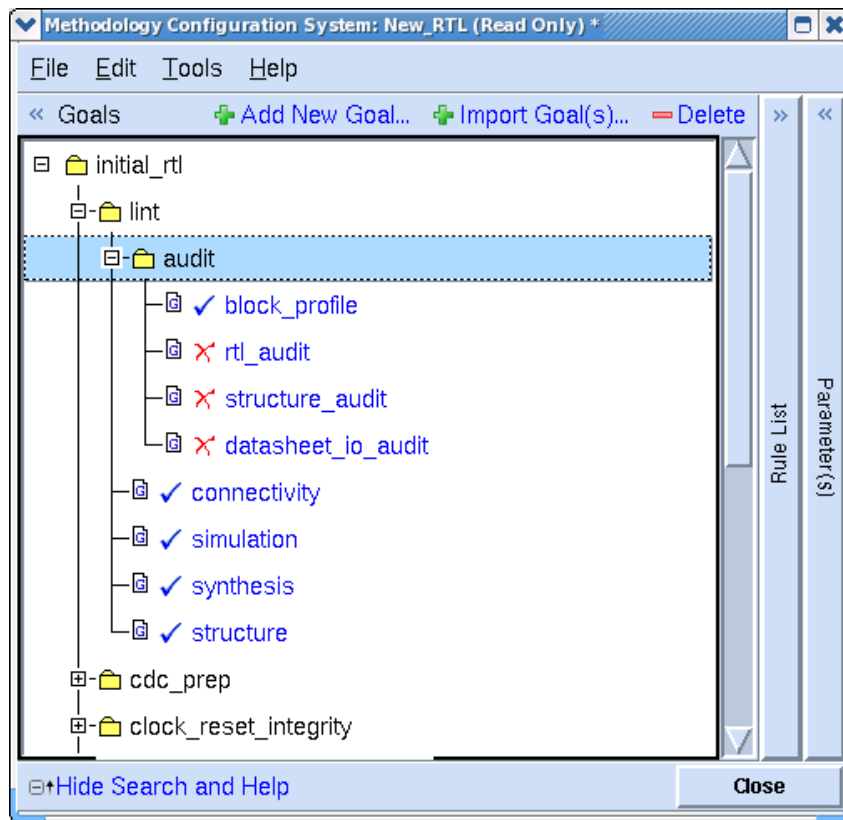 Methodology Configuration System: New_RTL (Read Only) *
File Edit Tools Help
« Goals Add New Goal... Import Goal(s)... Delete » «
initial_rtl
lint
audit
block_profile
rtl_audit
structure_audit
datasheet_io_audit
connectivity
simulation
synthesis
structure
cdc_prep
clock_reset_integrity
Rule List
Parameter(s)
Hide Search and Help Close